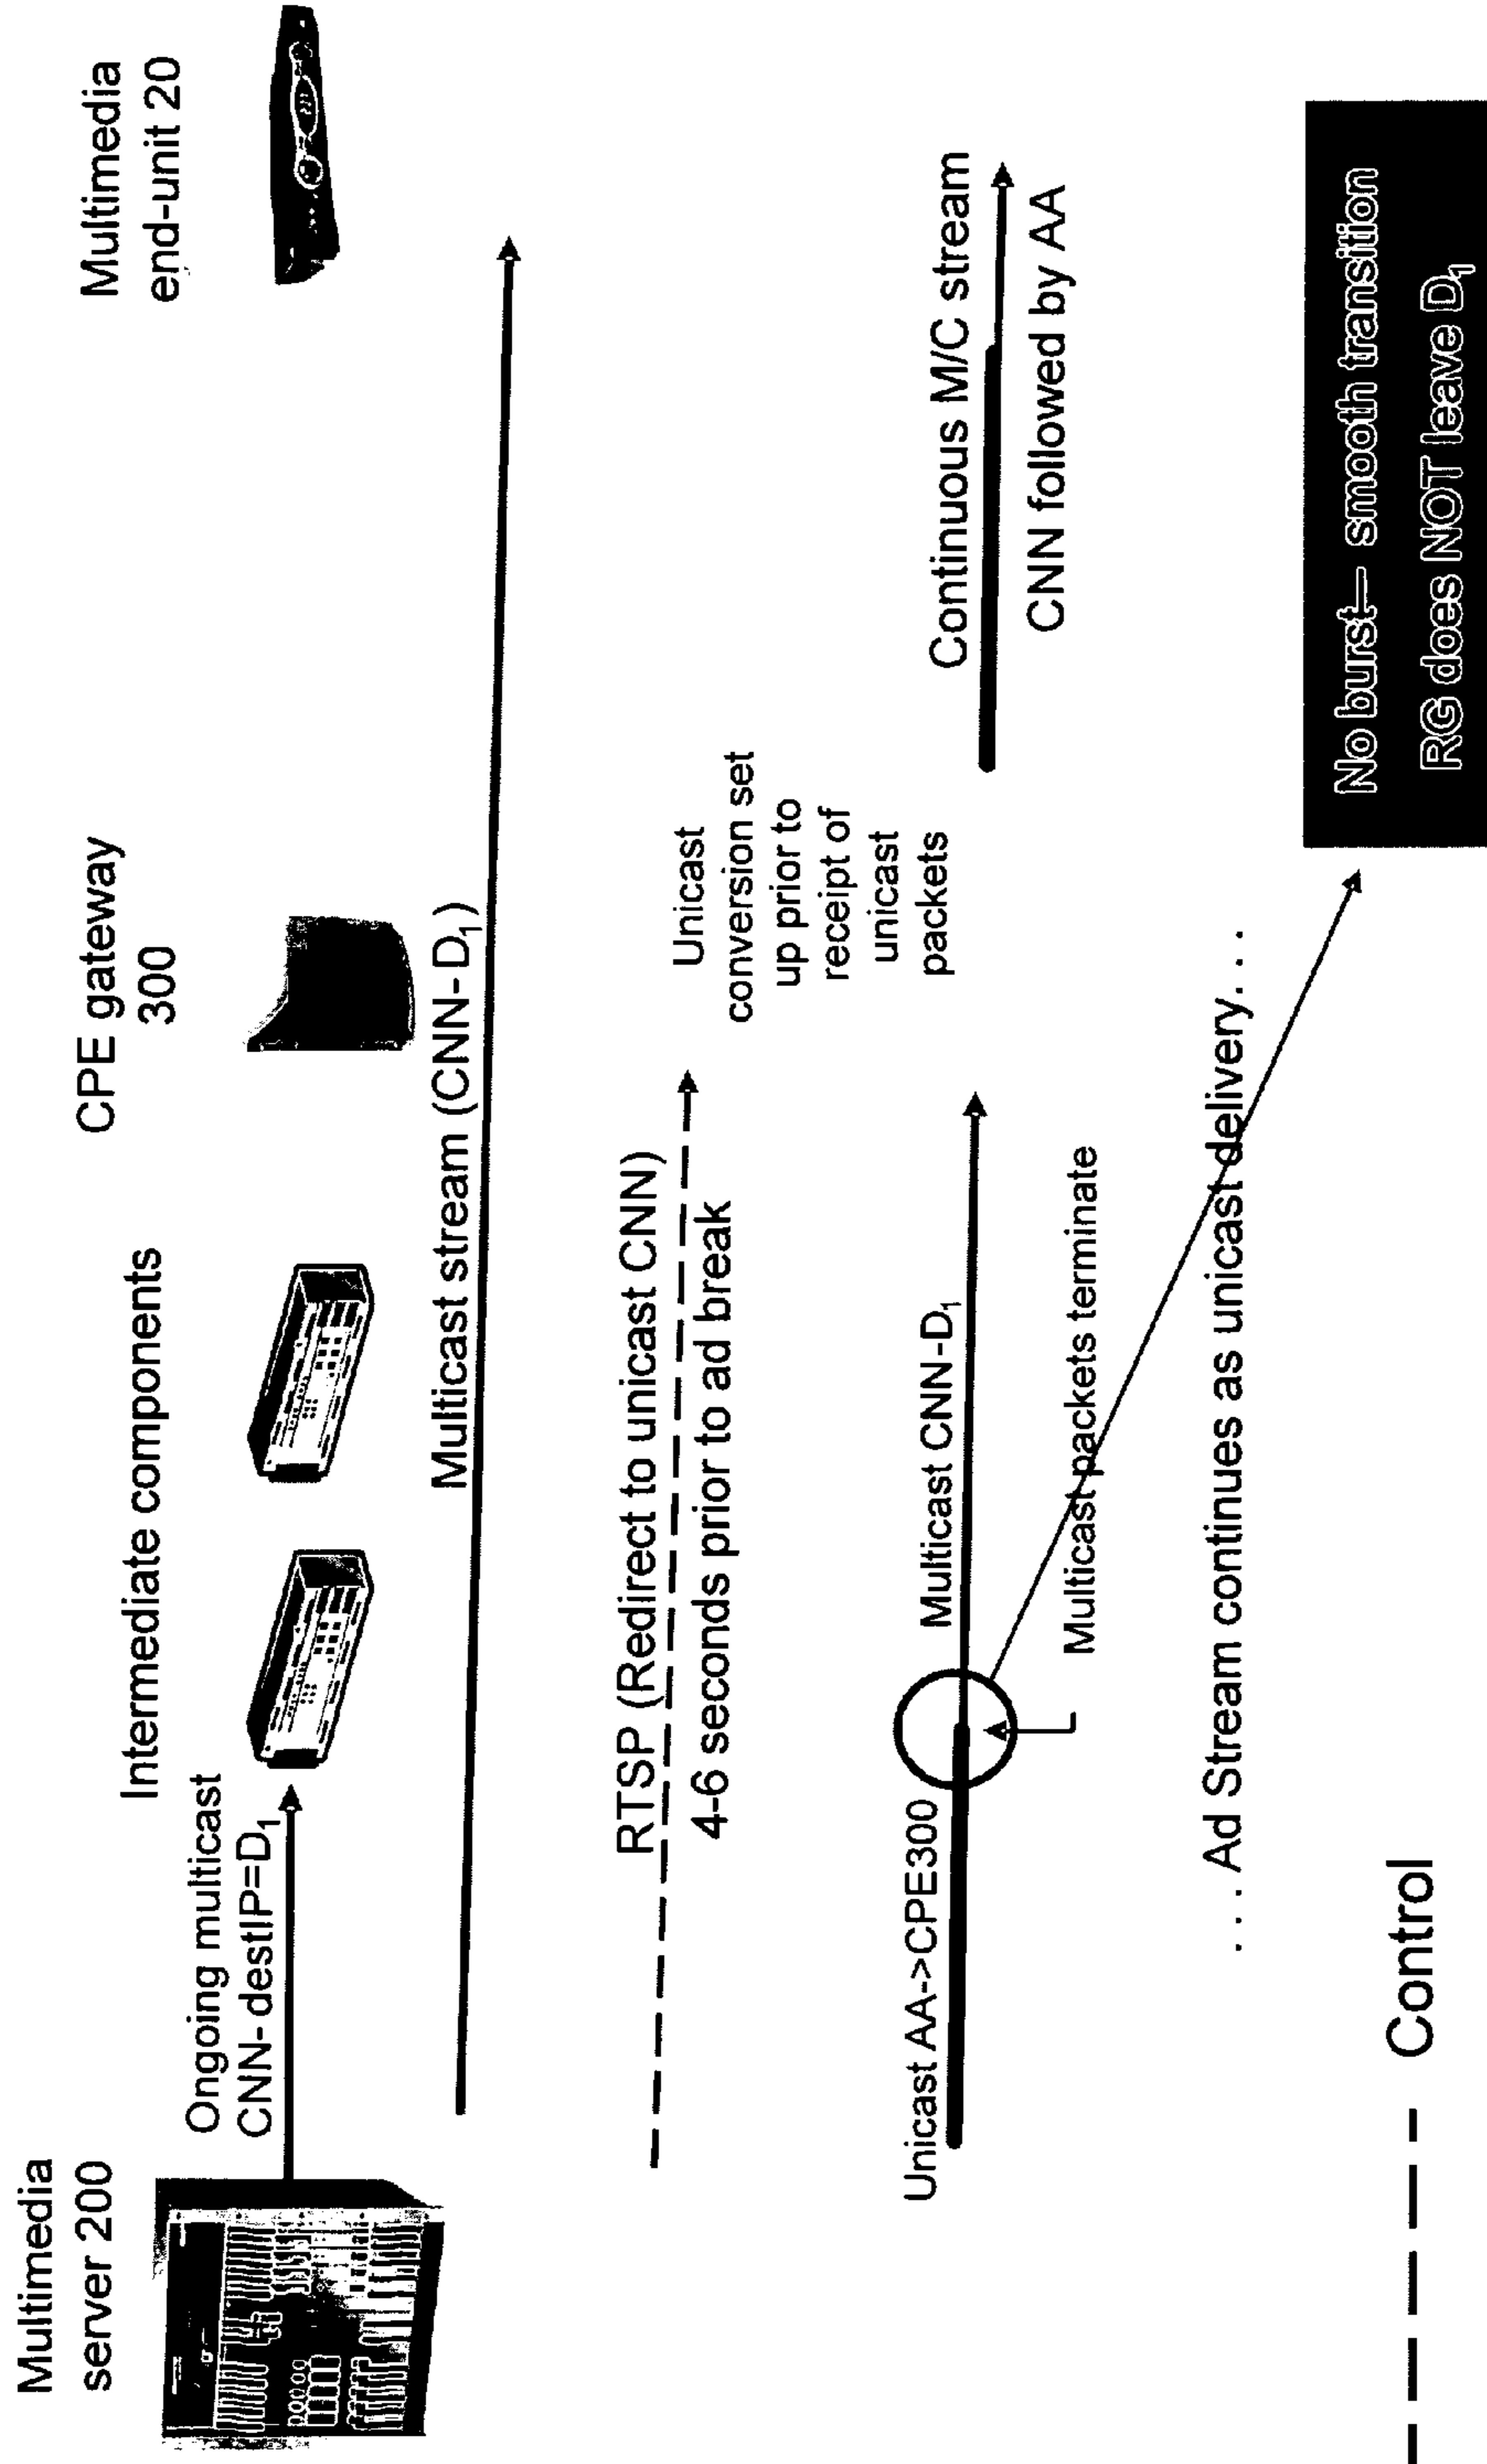 Multimedia
server 200
Ongoing multicast
CNN-destIP=D₁
Intermediate components
CPE gateway
300
Multimedia
end-unit 20
Multicast stream (CNN-D₁)
RTSP (Redirect to unicast CNN)
4-6 seconds prior to ad break
Unicast
conversion set
up prior to
receipt of
unicast
packets
Unicast AA->CPE300
Multicast CNN-D₁
Multicast packets terminate
Continuous M/C stream
CNN followed by AA
. . . Ad Stream continues as unicast delivery. . .
Control
No burst— smooth transition
RG does NOT leave D₁